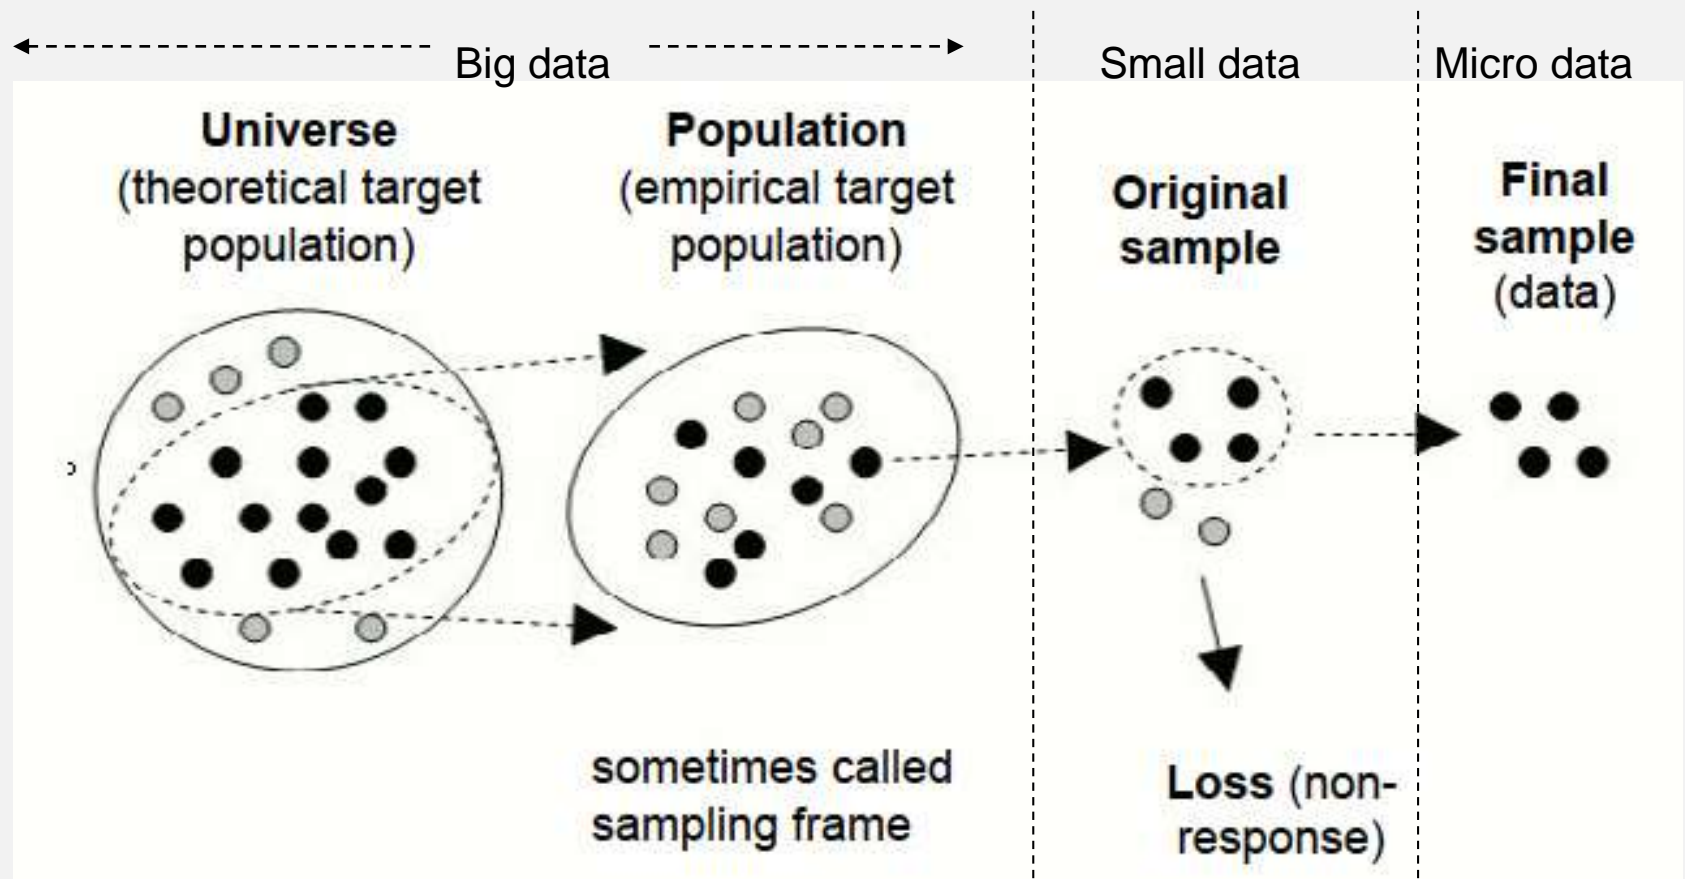 Big data
Small data
Micro data
Universe
(theoretical target
population)
Population
(empirical target
population)
Original
sample
Final
sample
(data)
sometimes called
sampling frame
Loss (non-
response)